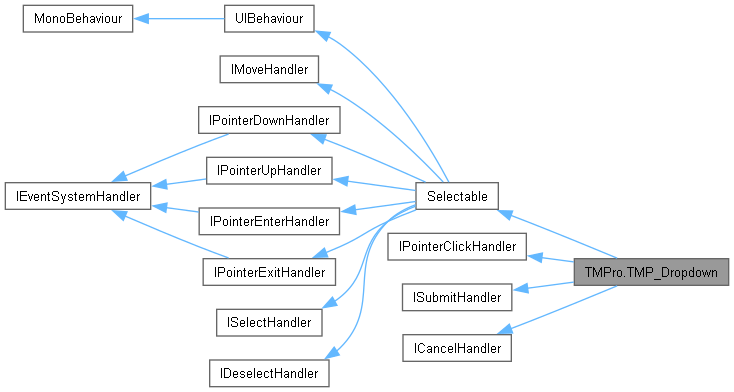 MonoBehaviour
UIBehaviour
IMoveHandler
IPointerDownHandler
IPointerUpHandler
IEventSystemHandler
Selectable
IPointerEnterHandler
IPointerClickHandler
IPointerExitHandler
TMPro.TMP_Dropdown
ISubmitHandler
ISelectHandler
ICancelHandler
IDeselectHandler